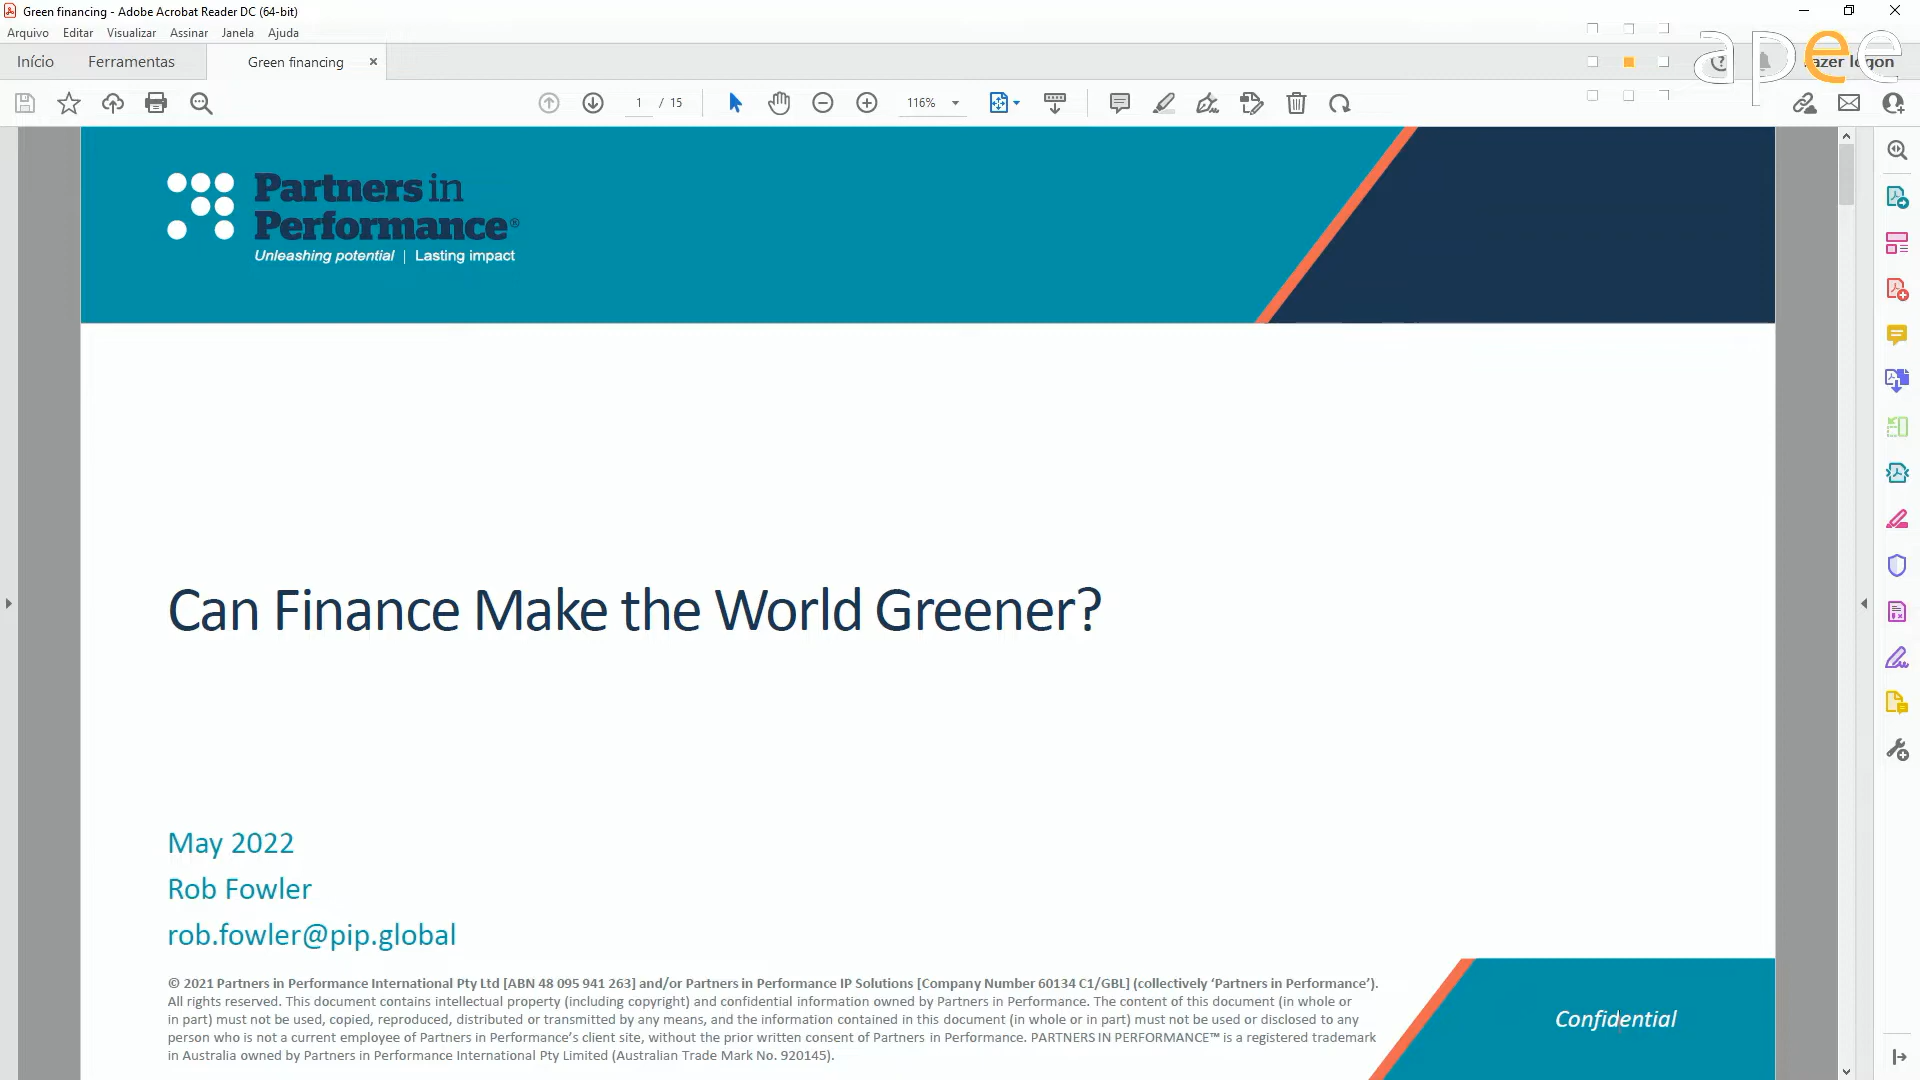 Green financing - Adobe Acrobat Reader DC (64-bit)
Arquivo Editar Visualizar Assinar Janela Ajuda
Início Ferramentas Green financing
apee
azer logon
1 / 15 116%
Partners in
Performance®
Unleashing potential | Lasting impact
Can Finance Make the World Greener?
May 2022
Rob Fowler
rob.fowler@pip.global
© 2021 Partners in Performance International Pty Ltd [ABN 48 095 941 263] and/or Partners in Performance IP Solutions [Company Number 60134 C1/GBL] (collectively ‘Partners in Performance’).
All rights reserved. This document contains intellectual property (including copyright) and confidential information owned by Partners in Performance. The content of this document (in whole or
in part) must not be used, copied, reproduced, distributed or transmitted by any means, and the information contained in this document (in whole or in part) must not be used or disclosed to any
person who is not a current employee of Partners in Performance’s client site, without the prior written consent of Partners in Performance. PARTNERS IN PERFORMANCE™ is a registered trademark
in Australia owned by Partners in Performance International Pty Limited (Australian Trade Mark No. 920145).
Confidential